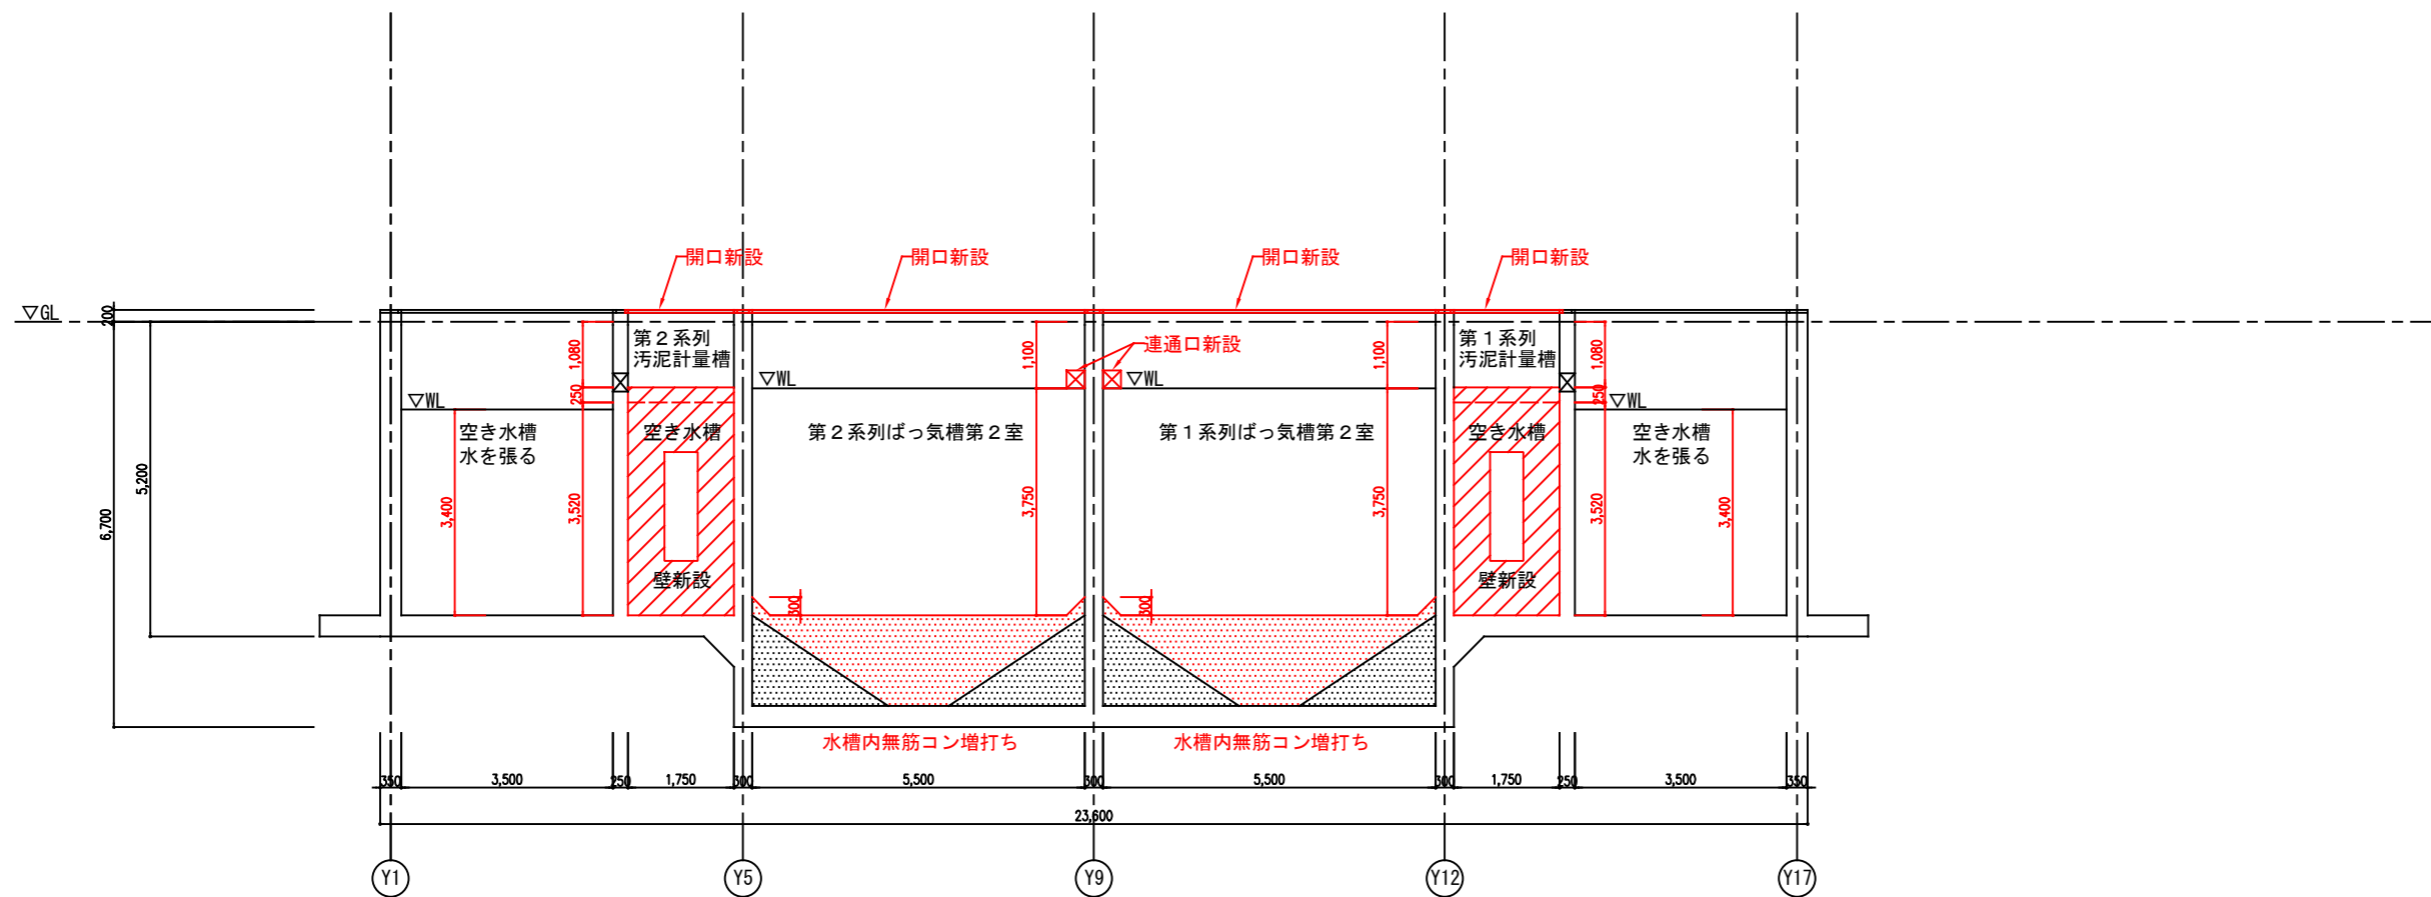 開口新設
開口新設
開口新設
開口新設
▽GL
200
第２系列
汚泥計量槽
第１系列
汚泥計量槽
1,080
1,100
連通口新設
1,100
1,080
▽WL
▽WL
250
250
▽WL
▽WL
空き水槽
水を張る
空き水槽
第２系列ばっ気槽第２室
第１系列ばっ気槽第２室
空き水槽
空き水槽
水を張る
5,200
6,700
3,400
3,520
3,750
3,750
3,520
3,400
壁新設
壁新設
300
300
水槽内無筋コン増打ち
水槽内無筋コン増打ち
350
3,500
250
1,750
300
5,500
300
5,500
300
1,750
250
3,500
350
23,600
Y1
Y5
Y9
Y12
Y17